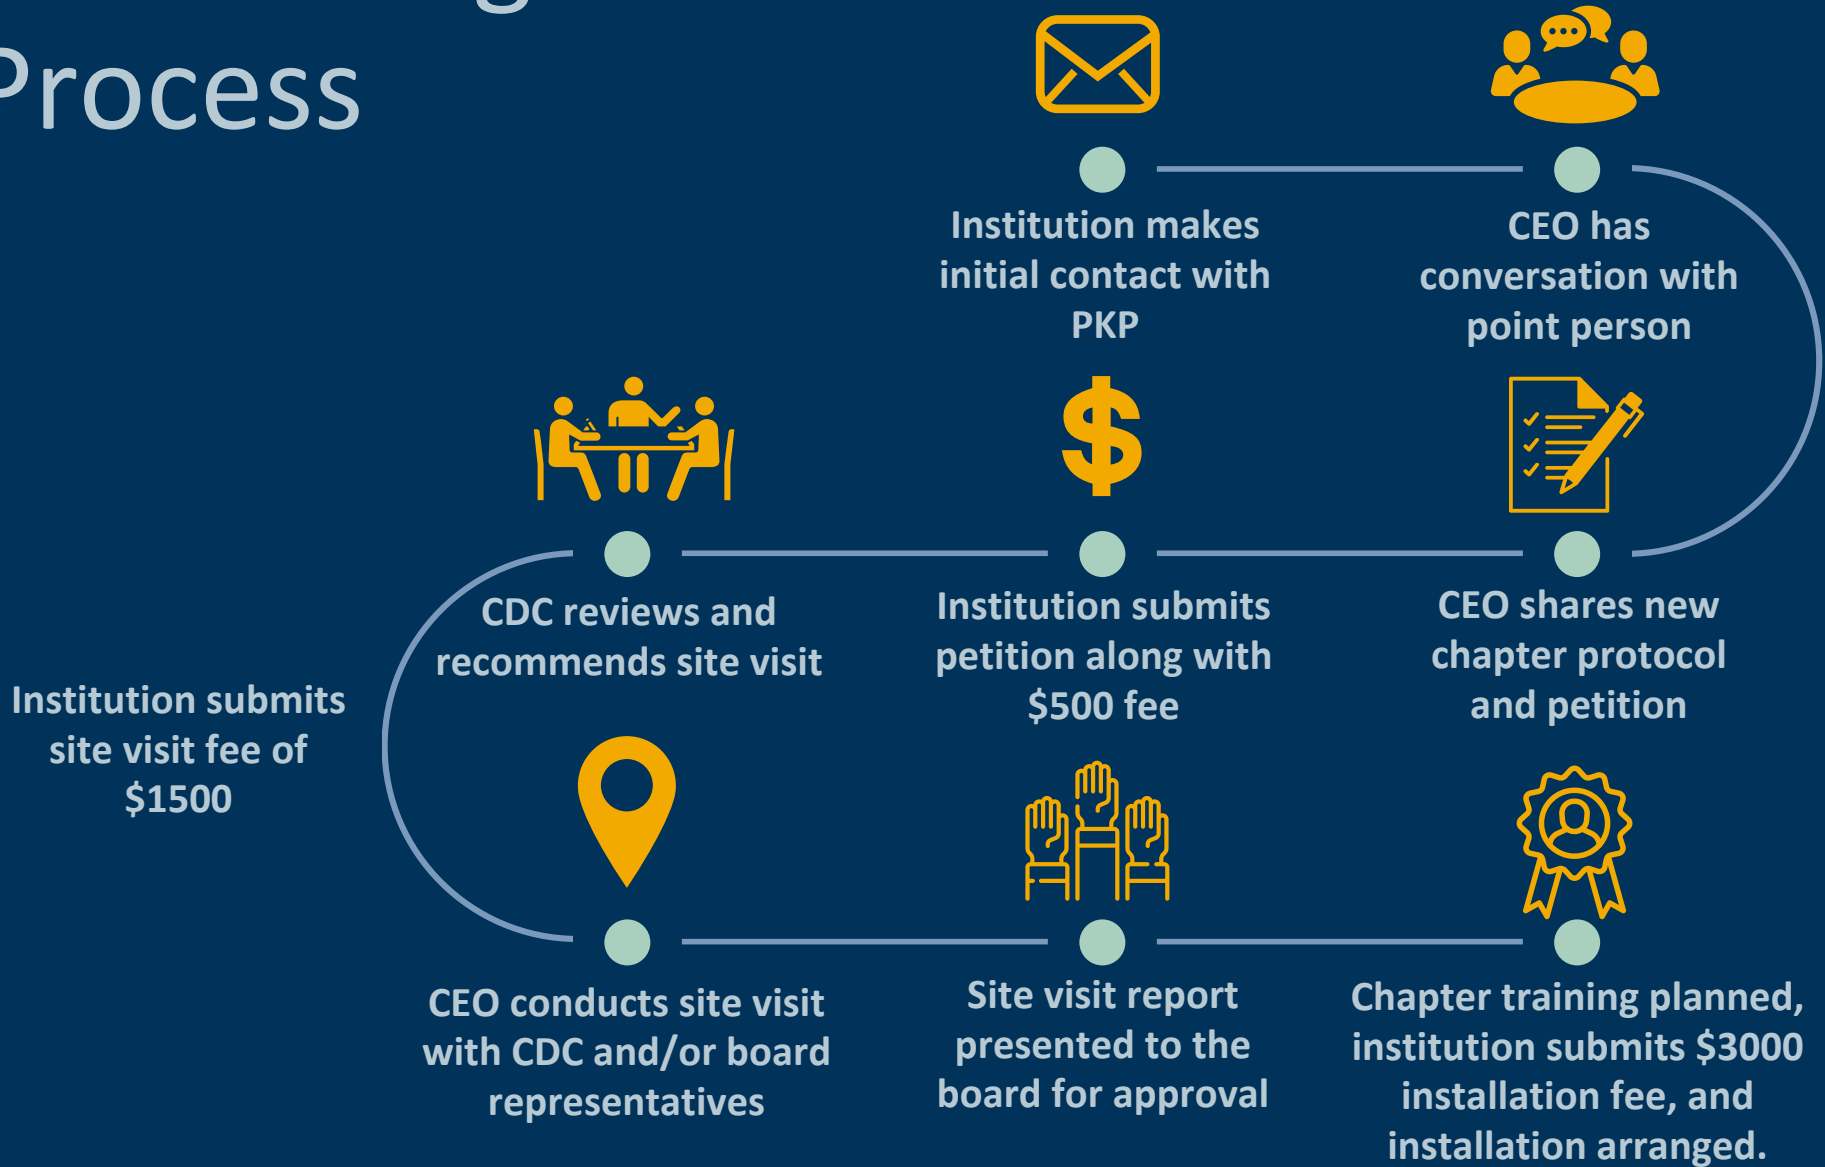 Process
Institution makes
initial contact with
PKP
CEO has
conversation with
point person
CEO shares new
chapter protocol
and petition
Institution submits
petition along with
$500 fee
CDC reviews and
recommends site visit
Institution submits
site visit fee of
$1500
CEO conducts site visit
with CDC and/or board
representatives
Site visit report
presented to the
board for approval
Chapter training planned,
institution submits $3000
installation fee, and
installation arranged.